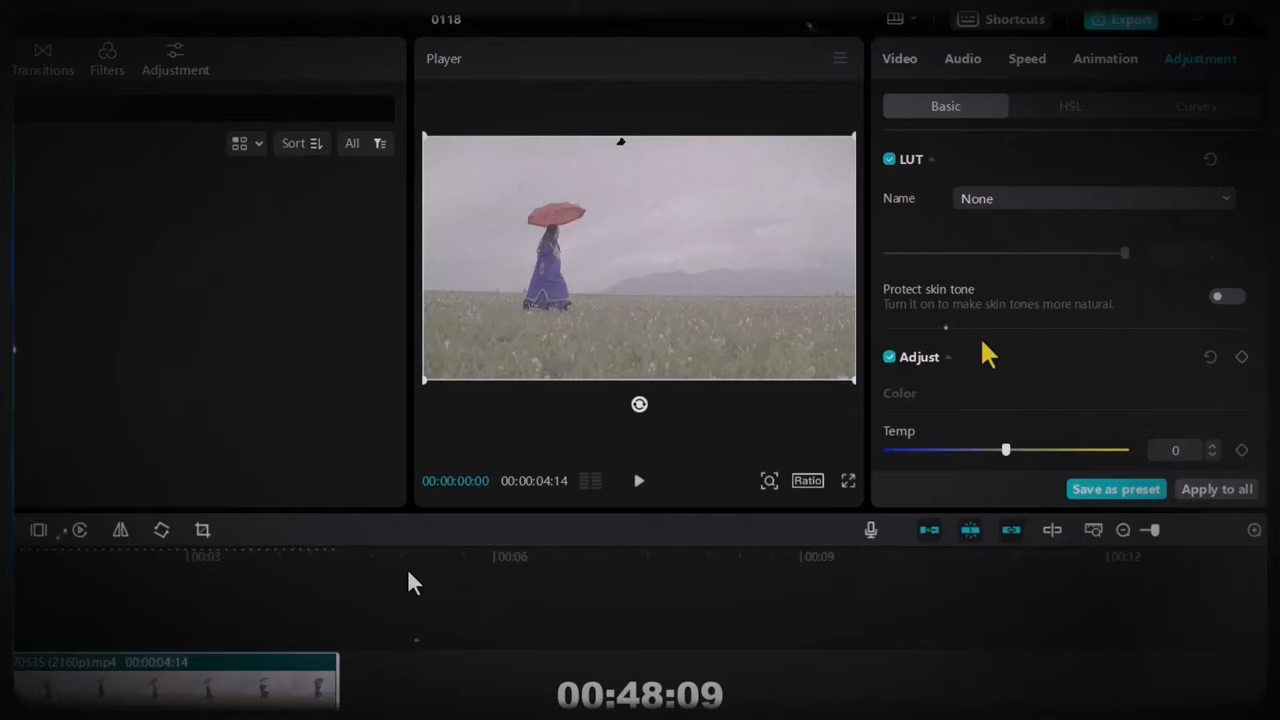 0118
Shortcuts
Export
Transitions
Filters
Adjustment
Player
Video
Audio
Speed
Animation
Adjustment
Basic
HSL
Curves
Sort
All
LUT
Name
None
Protect skin tone
Turn it on to make skin tones more natural.
Adjust
Color
Temp
0
00:00:00:00
00:00:04:14
Ratio
Save as preset
Apply to all
00:03
00:06
00:09
00:12
70535 (2160p).mp4
00:00:04:14
00:48:09